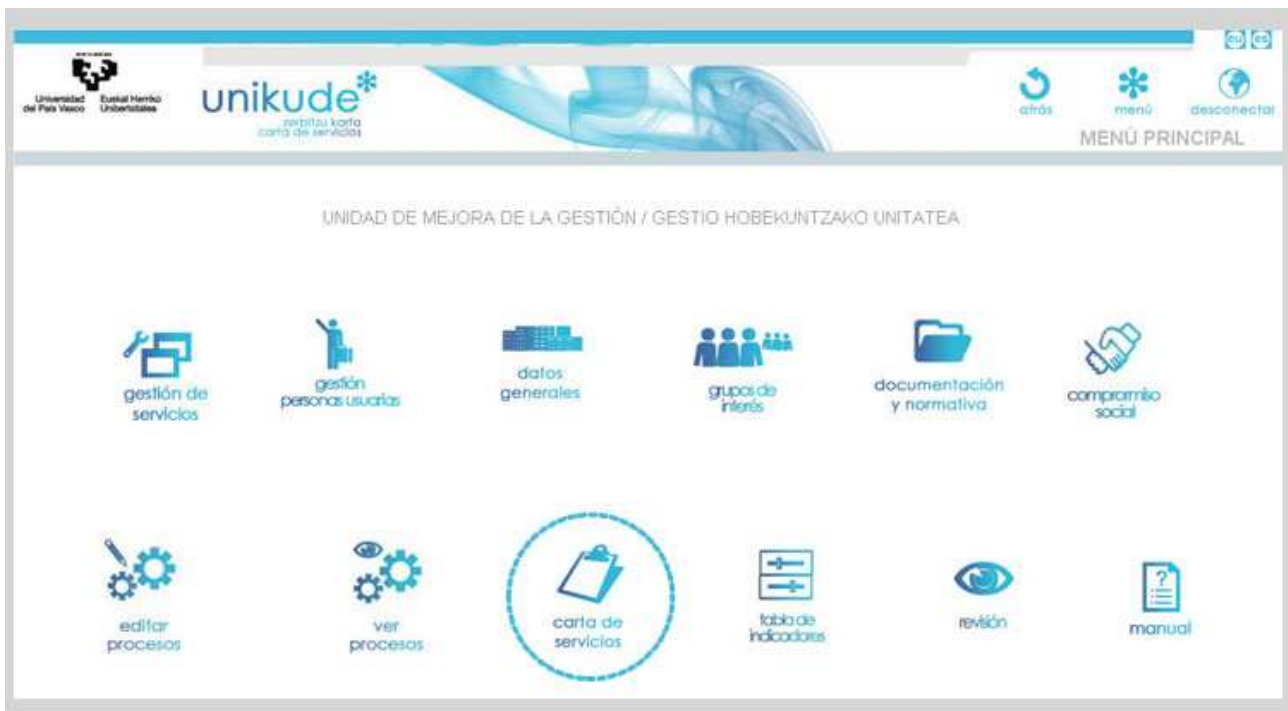 eu es
Universidad del País Vasco
Euskal Herriko Unibertsitatea
unikude*
zerbitzu karta
carta de servicios
atrás
menú
desconectar
MENÚ PRINCIPAL
UNIDAD DE MEJORA DE LA GESTIÓN / GESTIO HOBEKUNTZAKO UNITATEA
gestión de
servicios
gestión
personas usuarias
datos
generales
grupos de
interés
documentación
y normativa
compromiso
social
editar
procesos
ver
procesos
carta de
servicios
tabla de
indicadores
revisión
?
manual